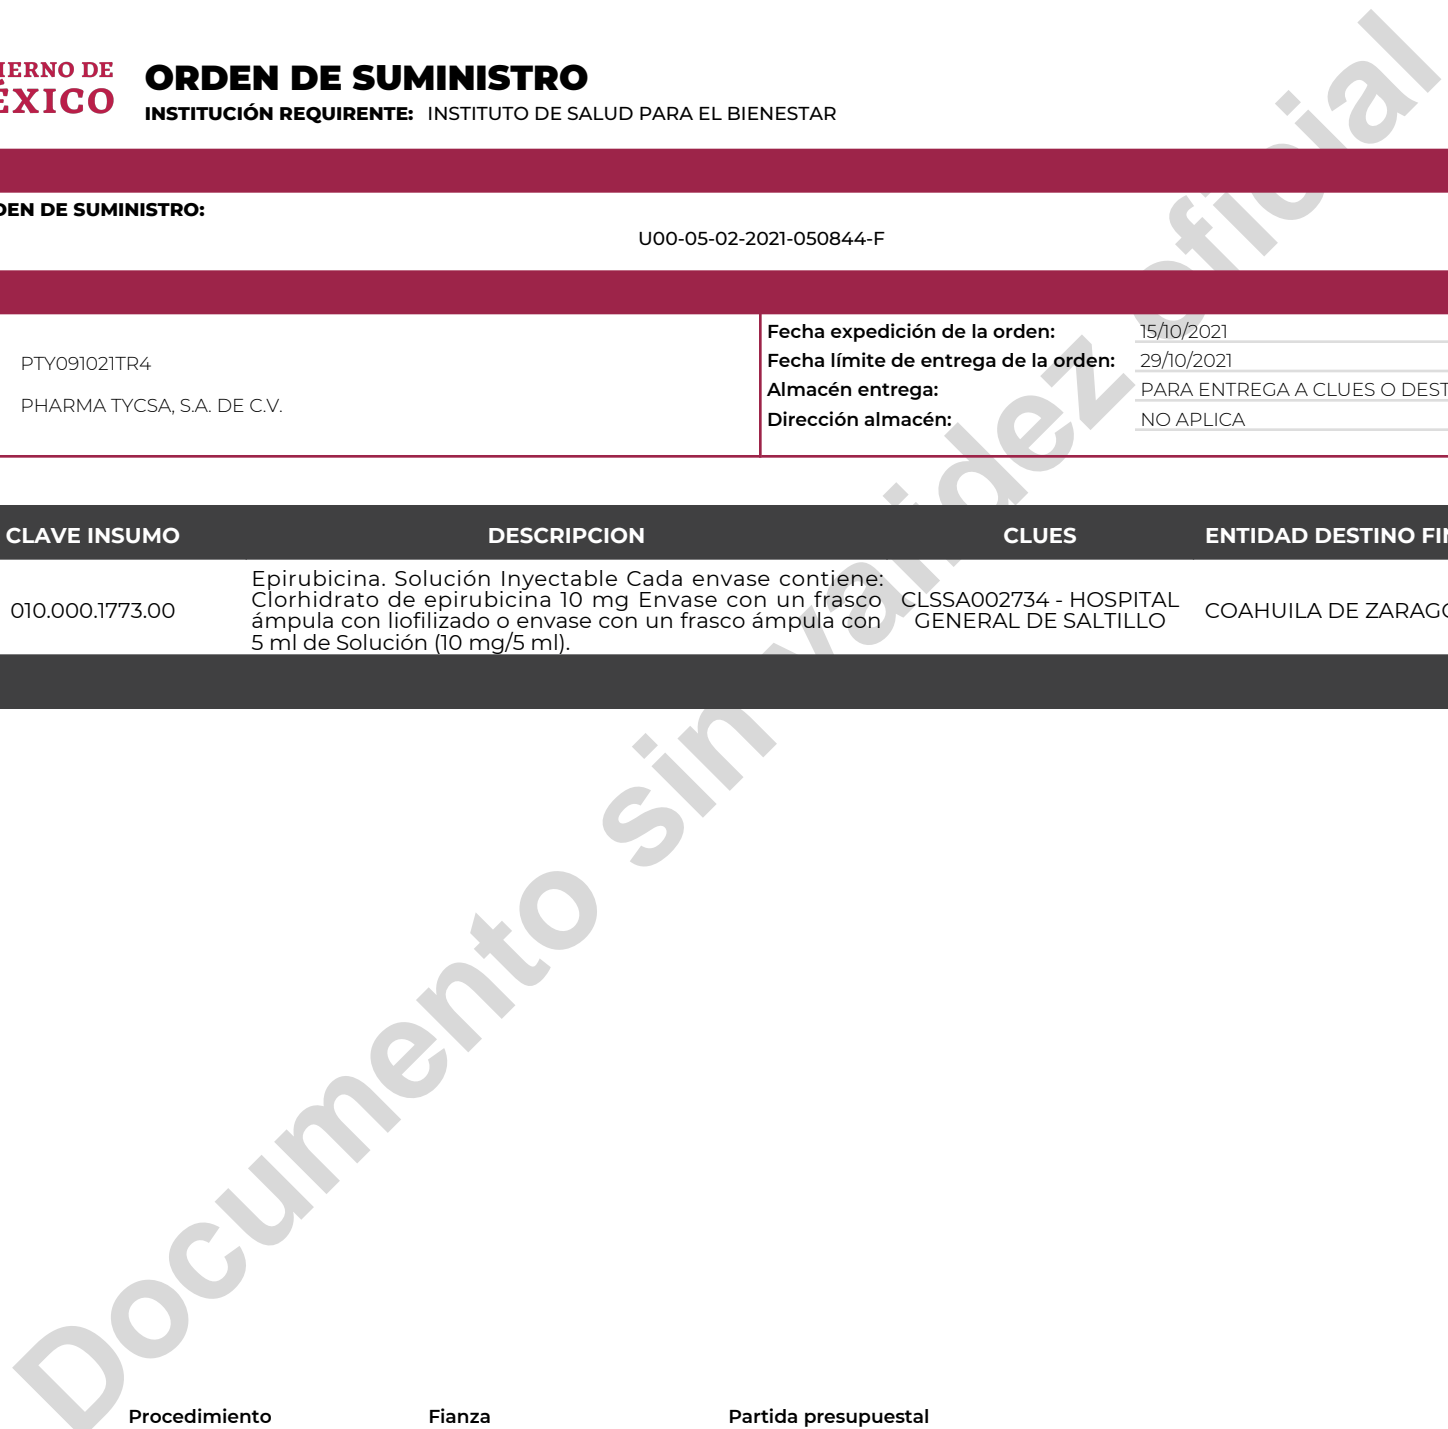 IERNO DE
ÉXICO
ORDEN DE SUMINISTRO
INSTITUCIÓN REQUIRENTE: INSTITUTO DE SALUD PARA EL BIENESTAR
DEN DE SUMINISTRO:
U00-05-02-2021-050844-F
PTY091021TR4
PHARMA TYCSA, S.A. DE C.V.
Fecha expedición de la orden: 15/10/2021
Fecha límite de entrega de la orden: 29/10/2021
Almacén entrega: PARA ENTREGA A CLUES O DEST
Dirección almacén: NO APLICA
CLAVE INSUMO DESCRIPCION CLUES ENTIDAD DESTINO FIN
010.000.1773.00
Epirubicina. Solución Inyectable Cada envase contiene:
Clorhidrato de epirubicina 10 mg Envase con un frasco
ámpula con liofilizado o envase con un frasco ámpula con
5 ml de Solución (10 mg/5 ml).
CLSSA002734 - HOSPITAL
GENERAL DE SALTILLO
COAHUILA DE ZARAGO
Documento sin validez oficial
Procedimiento Fianza Partida presupuestal